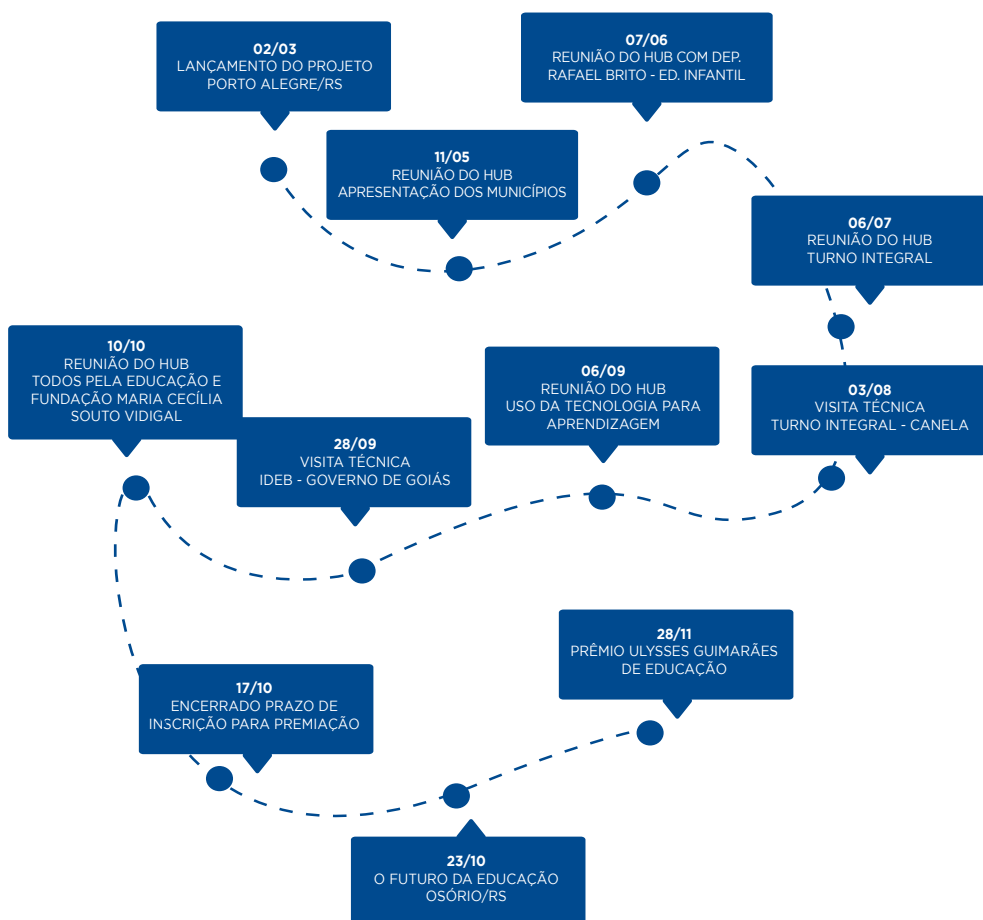 02/03
LANÇAMENTO DO PROJETO
PORTO ALEGRE/RS
11/05
REUNIÃO DO HUB
APRESENTAÇÃO DOS MUNICÍPIOS
07/06
REUNIÃO DO HUB COM DEP.
RAFAEL BRITO - ED. INFANTIL
06/07
REUNIÃO DO HUB
TURNO INTEGRAL
03/08
VISITA TÉCNICA
TURNO INTEGRAL - CANELA
06/09
REUNIÃO DO HUB
USO DA TECNOLOGIA PARA
APRENDIZAGEM
28/09
VISITA TÉCNICA
IDEB - GOVERNO DE GOIÁS
10/10
REUNIÃO DO HUB
TODOS PELA EDUCAÇÃO E
FUNDAÇÃO MARIA CECÍLIA
SOUTO VIDIGAL
17/10
ENCERRADO PRAZO DE
INSCRIÇÃO PARA PREMIAÇÃO
23/10
O FUTURO DA EDUCAÇÃO
OSÓRIO/RS
28/11
PRÊMIO ULYSSES GUIMARÃES
DE EDUCAÇÃO